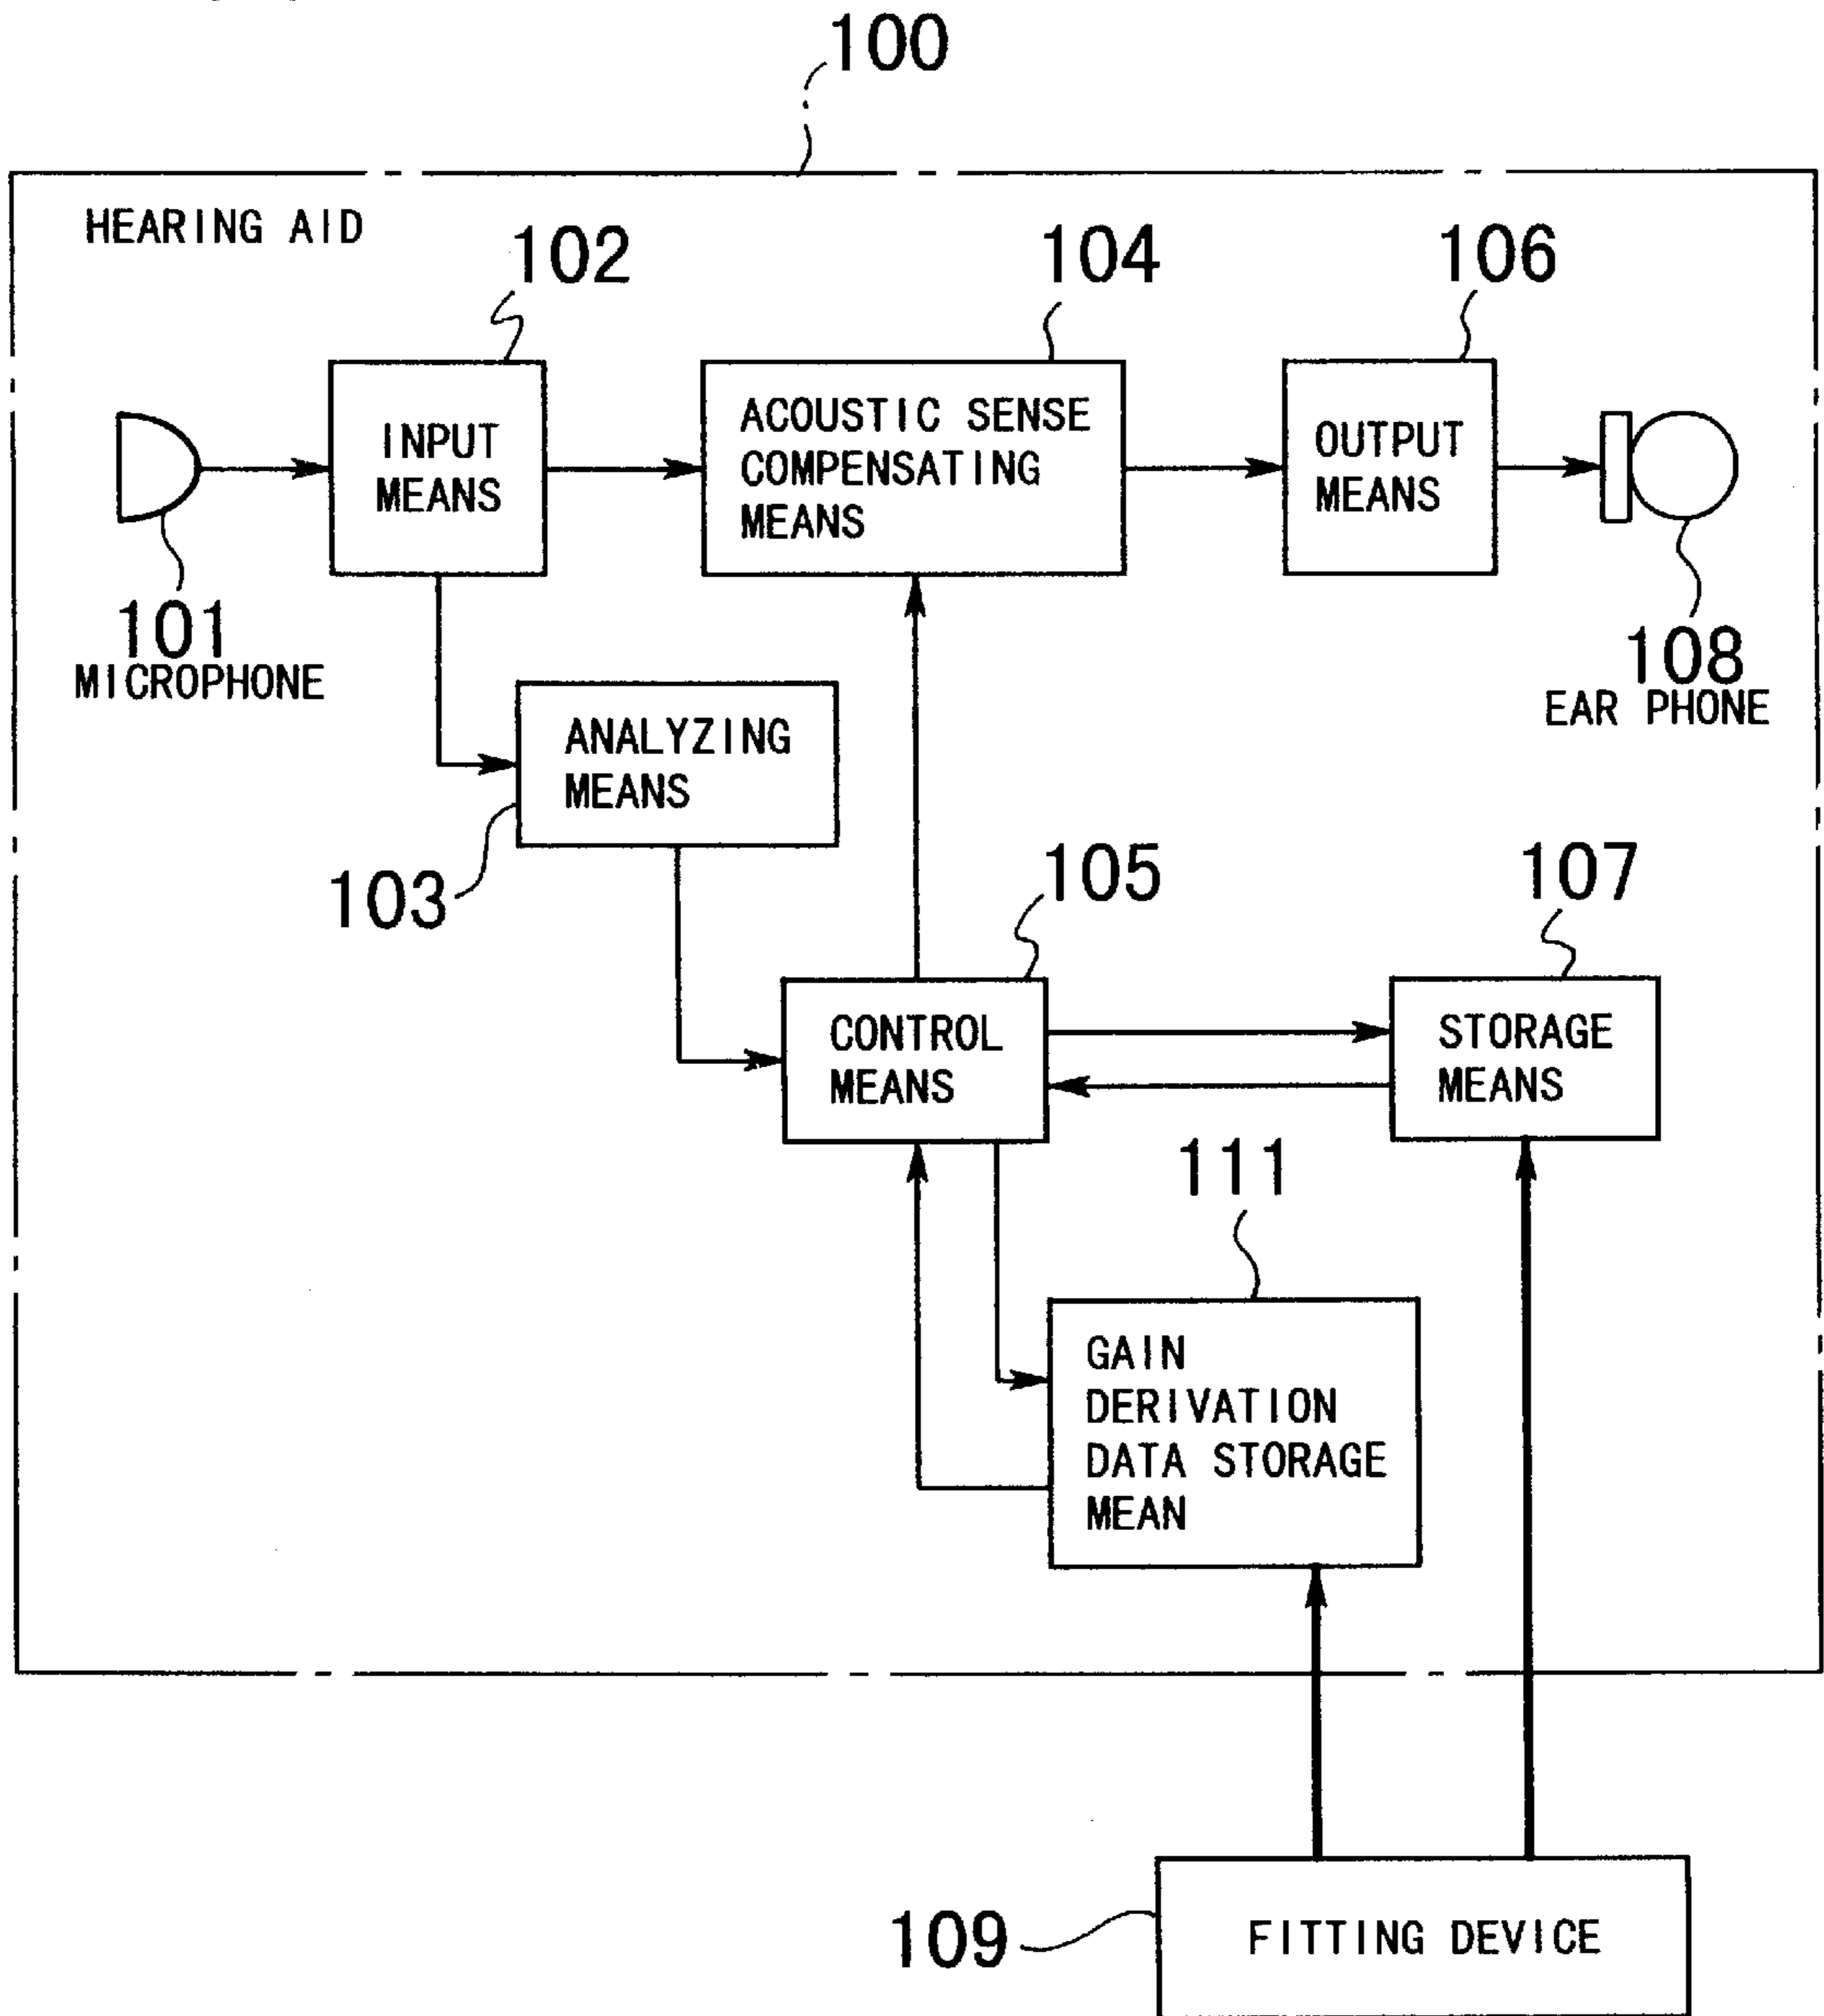 100
HEARING AID
102
104
106
INPUT
MEANS
ACOUSTIC SENSE
COMPENSATING
MEANS
OUTPUT
MEANS
101
MICROPHONE
108
EAR PHONE
ANALYZING
MEANS
103
105
107
CONTROL
MEANS
STORAGE
MEANS
111
GAIN
DERIVATION
DATA STORAGE
MEAN
109
FITTING DEVICE